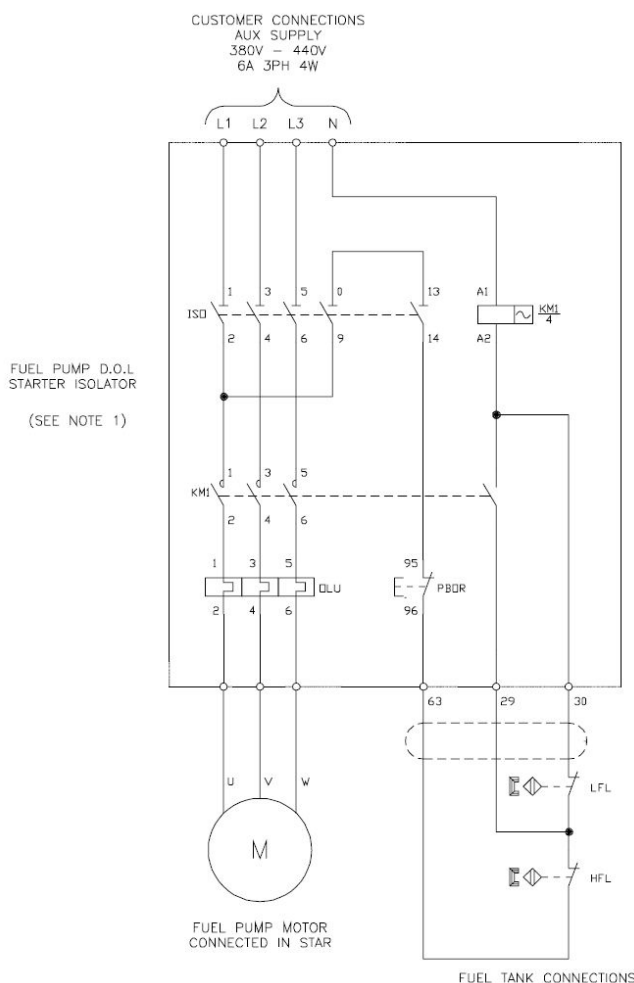 CUSTOMER CONNECTIONS
AUX SUPPLY
380V – 440V
6A 3PH 4W
L1 L2 L3 N
1 3 5 0 13 A1
ISO
KM1
4
2 4 6 9 14 A2
FUEL PUMP D.O.L
STARTER ISOLATOR
(SEE NOTE 1)
1 3 5
KM1
2 4 6
1 3 5 95
OLU PBOR
2 4 6 96
63 29 30
U V W
LFL
M
HFL
FUEL PUMP MOTOR
CONNECTED IN STAR
FUEL TANK CONNECTIONS